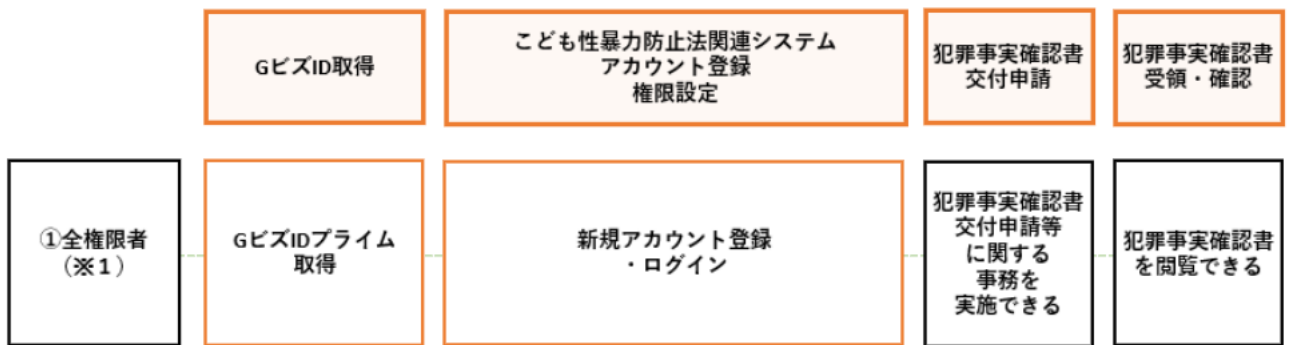 GビズID取得
こども性暴力防止法関連システム
アカウント登録
権限設定
犯罪事実確認書
交付申請
犯罪事実確認書
受領・確認
①全権限者
(※1)
GビズIDプライム
取得
新規アカウント登録
・ログイン
犯罪事実確認書
交付申請等
に関する
事務を
実施できる
犯罪事実確認書
を閲覧できる